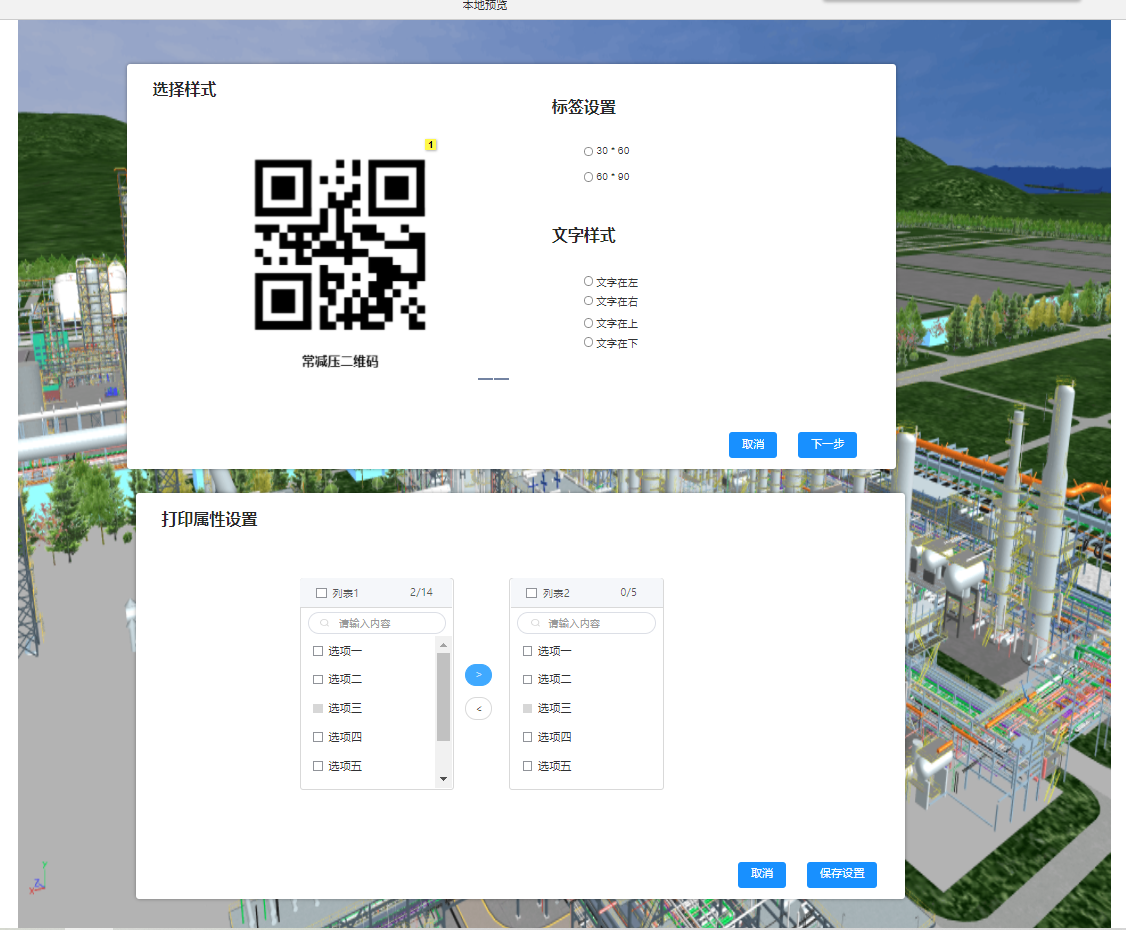 本地预览
选择样式
1
常减压二维码
标签设置
30 * 60
60 * 90
文字样式
文字在左
文字在右
文字在上
文字在下
取消
下一步
打印属性设置
列表1 2/14
请输入内容
选项一
选项二
选项三
选项四
选项五
>
<
列表2 0/5
请输入内容
选项一
选项二
选项三
选项四
选项五
取消
保存设置
Y
Z
X